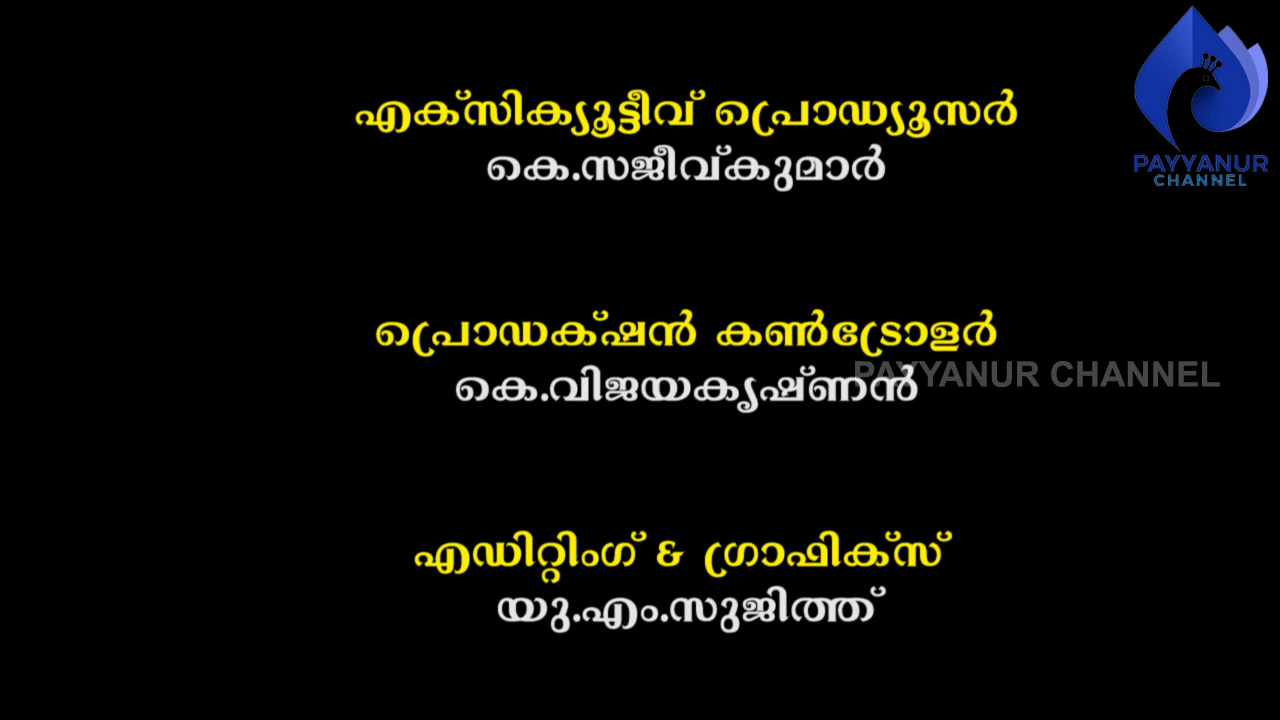 എക്സിക്യൂട്ടീവ് പ്രൊഡ്യൂസർ
കെ.സജീവ്കുമാർ
PAYYANUR
CHANNEL
പ്രൊഡക്ഷൻ കൺട്രോളർ
കെ.വിജയകൃഷ്ണൻ
PAYYANUR CHANNEL
എഡിറ്റിംഗ് & ഗ്രാഫിക്സ്
യു.എം.സുജിത്ത്